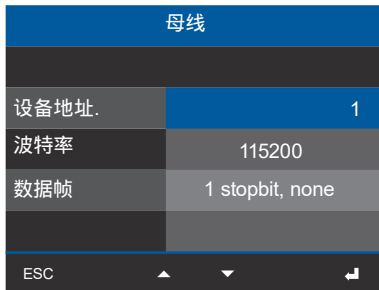 母线
设备地址. 1
波特率 115200
数据帧 1 stopbit, none
ESC